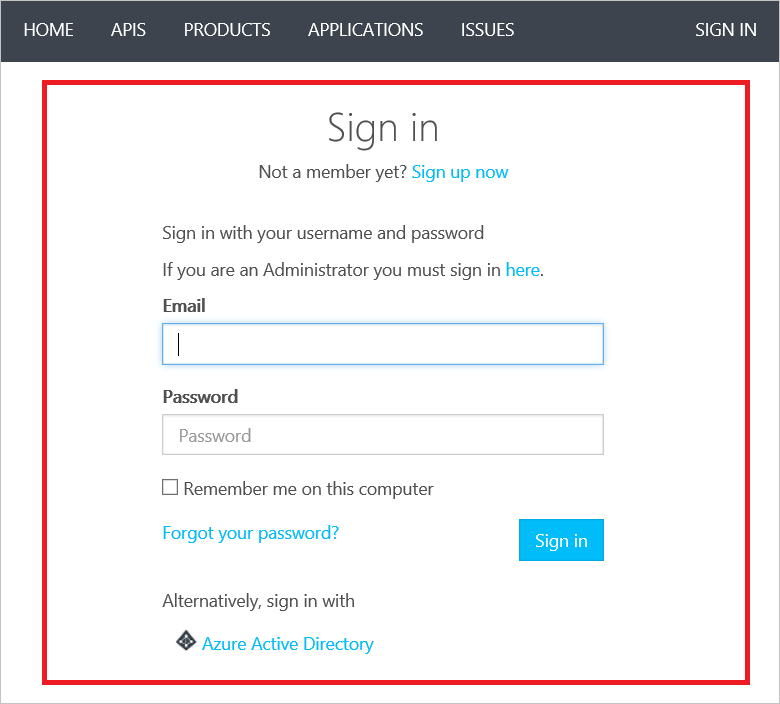 HOME APIS PRODUCTS APPLICATIONS ISSUES SIGN IN
Sign in
Not a member yet? Sign up now
Sign in with your username and password
If you are an Administrator you must sign in here.
Email
Password
Password
Remember me on this computer
Forgot your password? Sign in
Alternatively, sign in with
Azure Active Directory